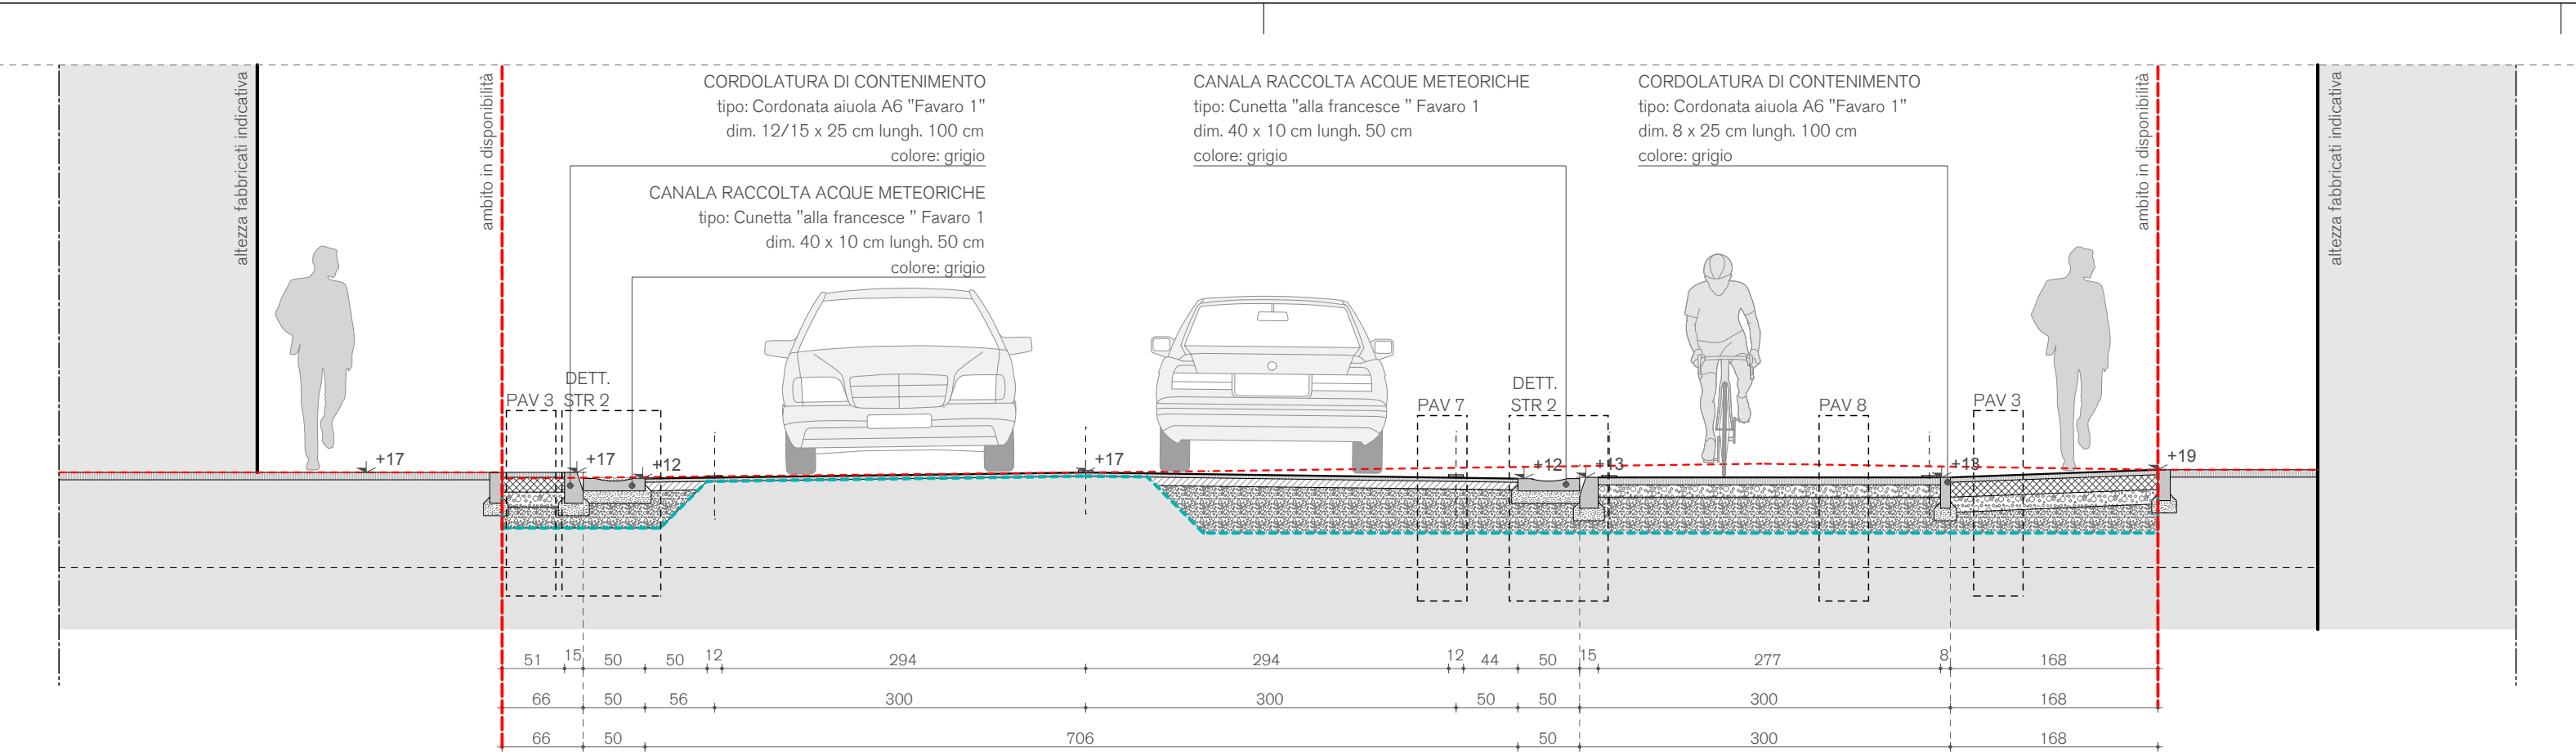 altezza fabbricati indicativa
ambito in disponibilità
CORDOLATURA DI CONTENIMENTO
tipo: Cordonata aiuola A6 "Favaro 1"
dim. 12/15 x 25 cm lungh. 100 cm
colore: grigio
CANALA RACCOLTA ACQUE METEORICHE
tipo: Cunetta "alla francesce " Favaro 1
dim. 40 x 10 cm lungh. 50 cm
colore: grigio
CANALA RACCOLTA ACQUE METEORICHE
tipo: Cunetta "alla francesce " Favaro 1
dim. 40 x 10 cm lungh. 50 cm
colore: grigio
CORDOLATURA DI CONTENIMENTO
tipo: Cordonata aiuola A6 "Favaro 1"
dim. 8 x 25 cm lungh. 100 cm
colore: grigio
ambito in disponibilità
altezza fabbricati indicativa
PAV 3
DETT.
STR 2
PAV 7
DETT.
STR 2
PAV 8
PAV 3
+17 +17 +12 +17 +12 +13 +13 +19
51 15 50 50 12 294 294 12 44 50 15 277 8 168
66 50 56 300 300 50 50 300 168
66 50 706 50 300 168